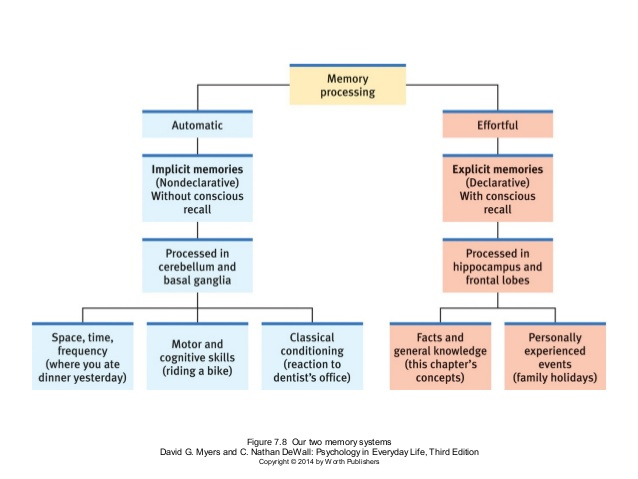 Memory
processing
Automatic
Effortful
Implicit memories
(Nondeclarative)
Without conscious
recall
Explicit memories
(Declarative)
With conscious
recall
Processed in
cerebellum and
basal ganglia
Processed in
hippocampus and
frontal lobes
Space, time,
frequency
(where you ate
dinner yesterday)
Motor and
cognitive skills
(riding a bike)
Classical
conditioning
(reaction to
dentist's office)
Facts and
general knowledge
(this chapter's
concepts)
Personally
experienced
events
(family holidays)
Figure 7.8 Our two memory systems
David G. Myers and C. Nathan DeWall: Psychology in Everyday Life, Third Edition
Copyright © 2014 by Worth Publishers